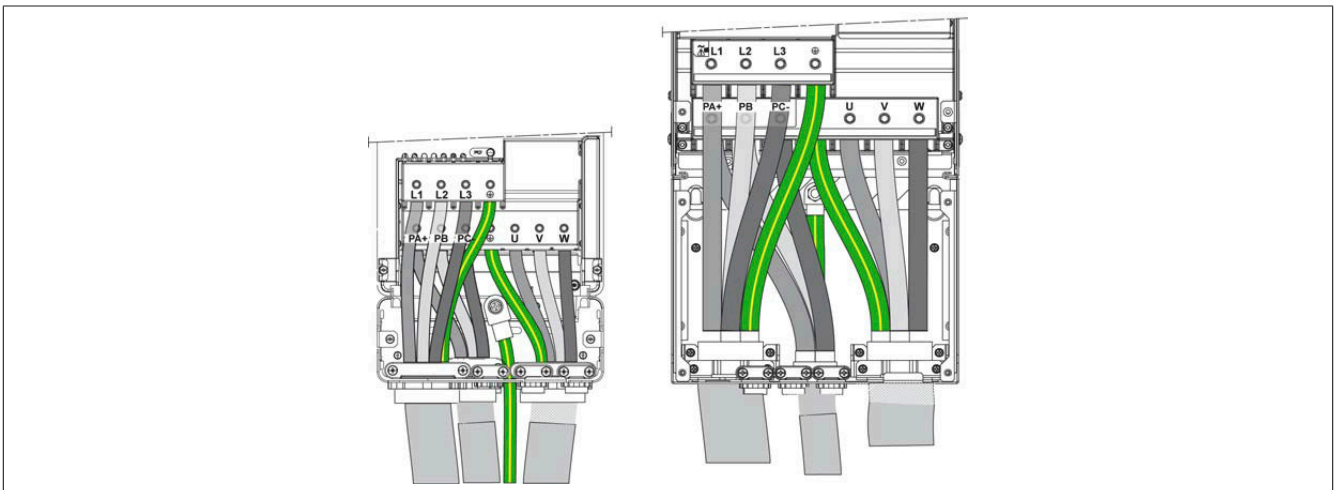 L1 L2 L3
PA+ PB PC-
U V W
L1 L2 L3
PA+ PB PC-
U V W